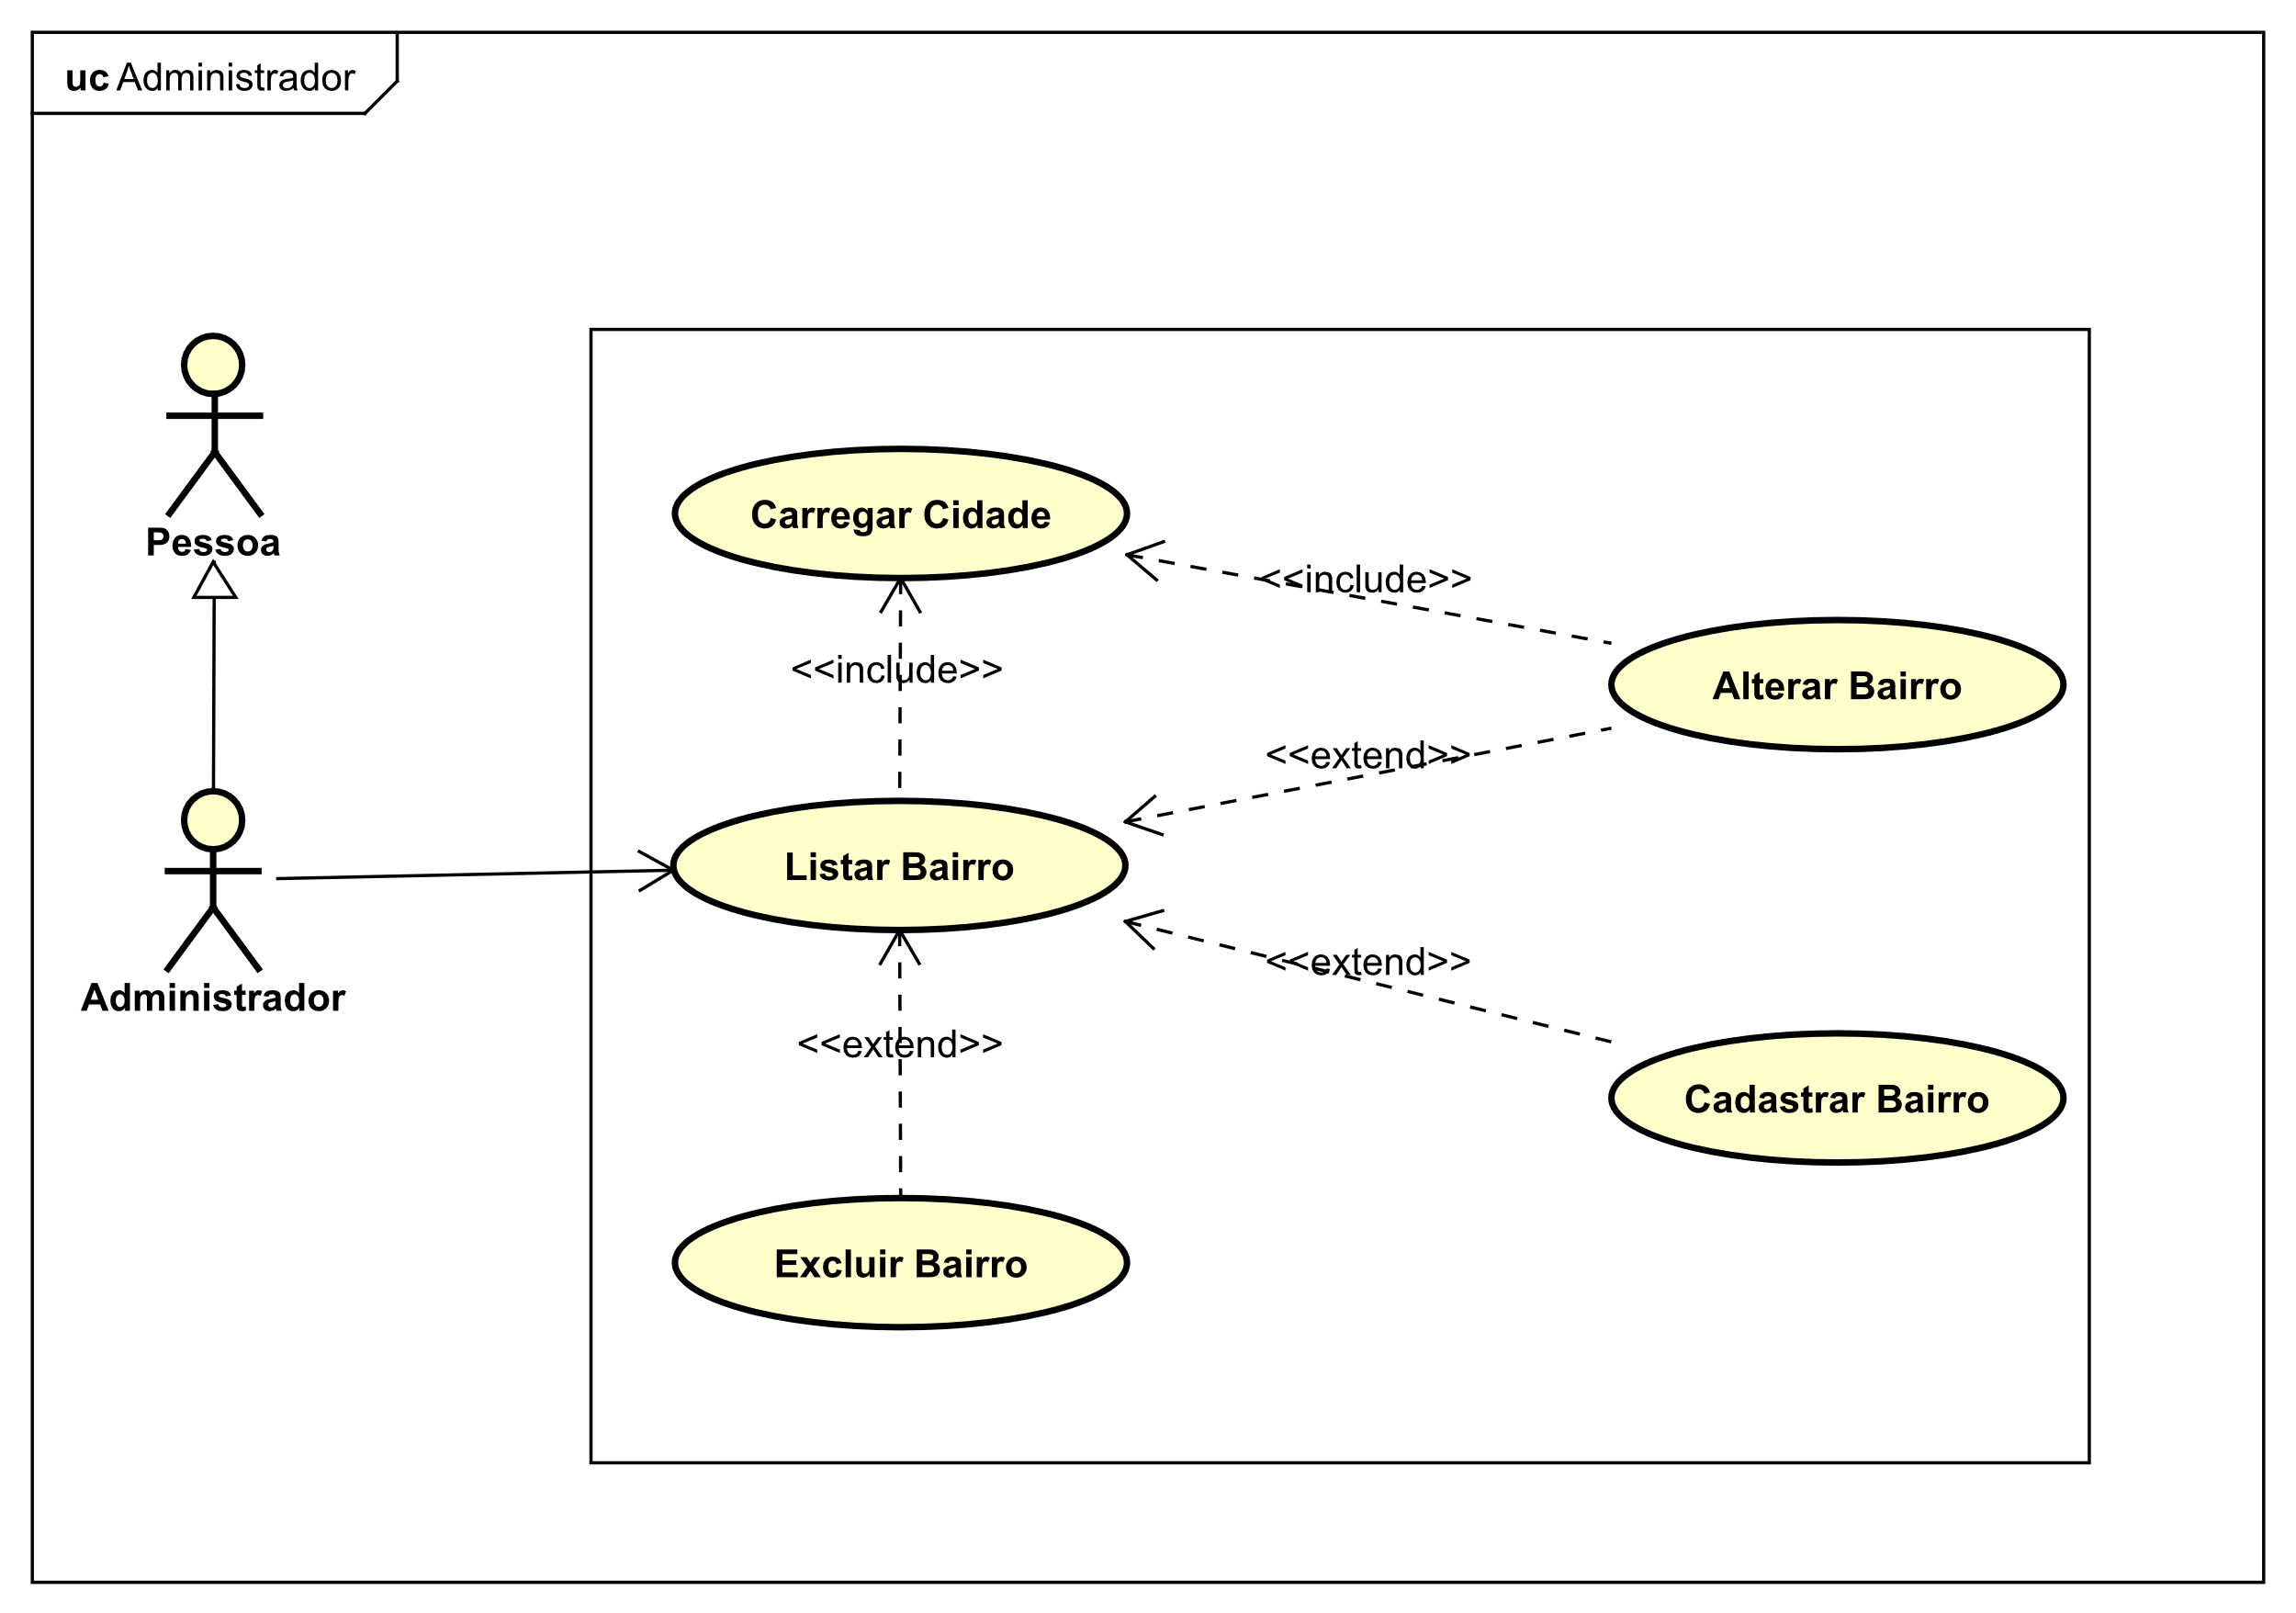 uc Administrador
Pessoa
Carregar Cidade
<<include>>
<<include>>
Alterar Bairro
<<extend>>
Listar Bairro
<<extend>>
Administrador
<<extend>>
Cadastrar Bairro
Excluir Bairro